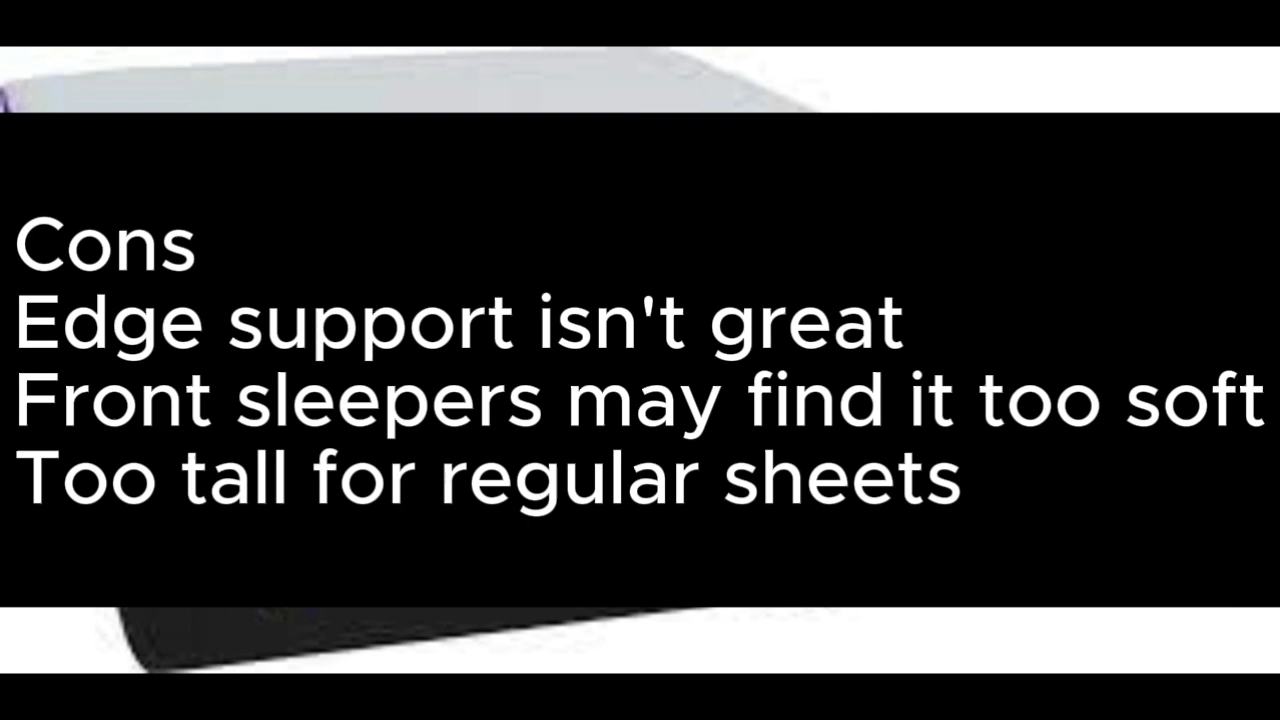 Cons
Edge support isn't great
Front sleepers may find it too soft
Too tall for regular sheets